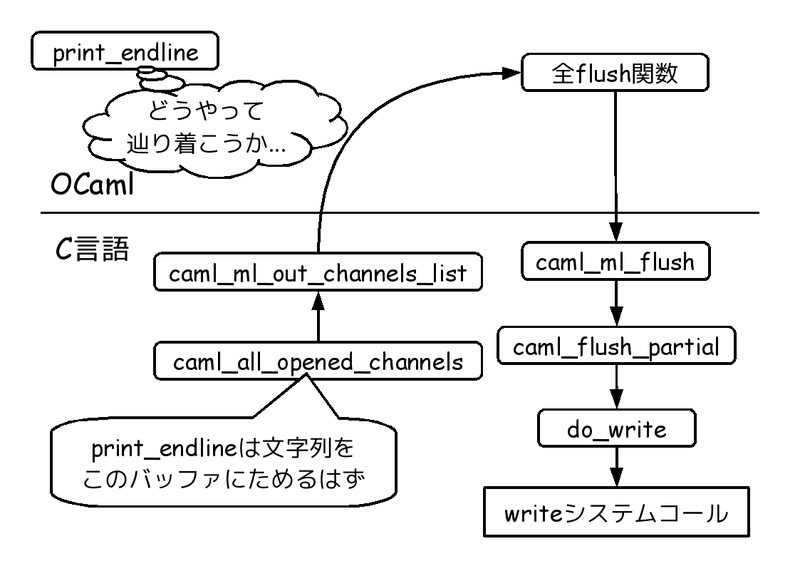 print_endline
どうやって
辿り着こうか...
OCaml
全flush関数
C言語
caml_ml_out_channels_list
caml_all_opened_channels
print_endlineは文字列を
このバッファにためるはず
caml_ml_flush
caml_flush_partial
do_write
writeシステムコール